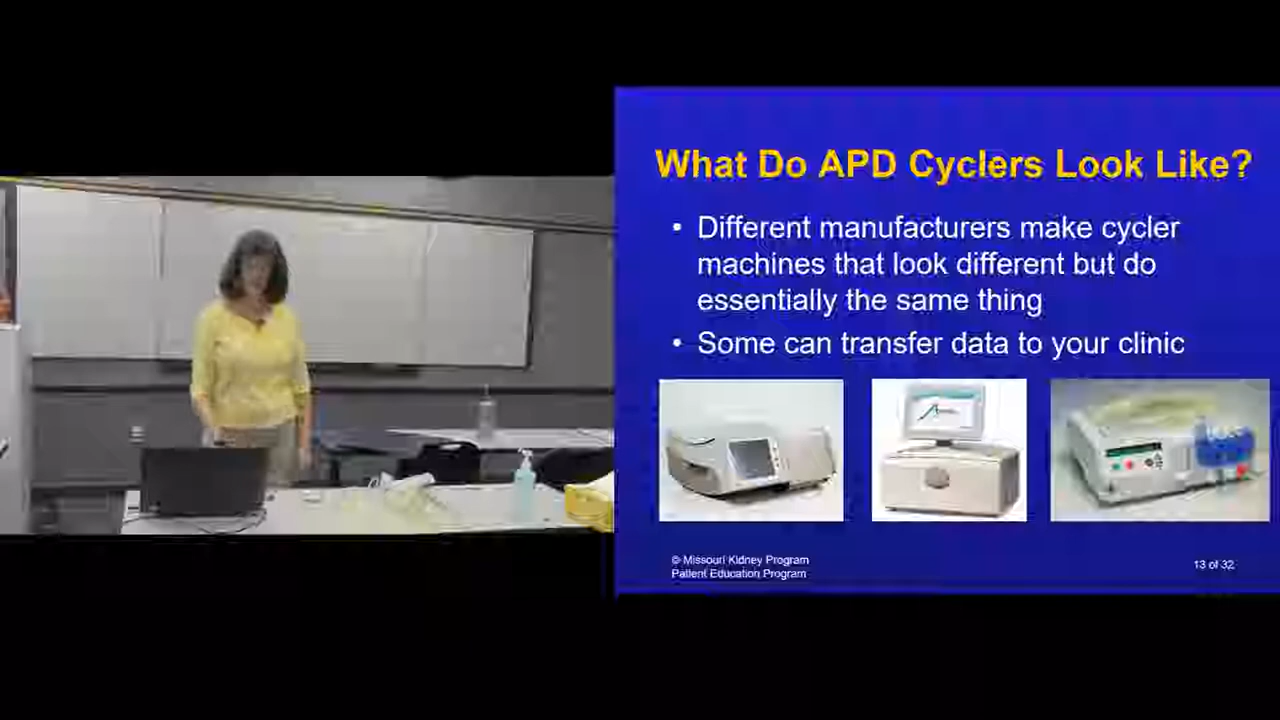 What Do APD Cyclers Look Like?
• Different manufacturers make cycler
machines that look different but do
essentially the same thing
• Some can transfer data to your clinic
© Missouri Kidney Program
Patient Education Program
13 of 32